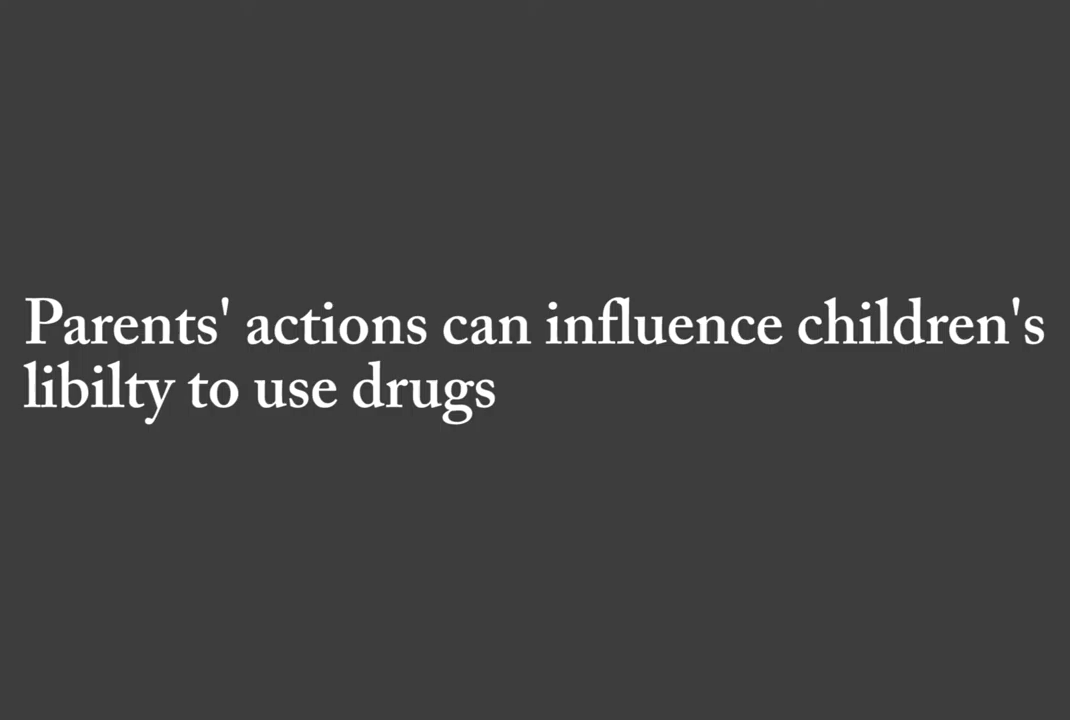 Parents' actions can influence children's
libilty to use drugs